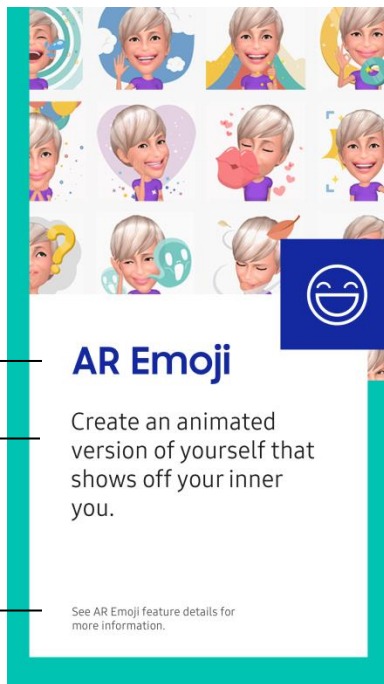 AR Emoji
Create an animated
version of yourself that
shows off your inner
you.
See AR Emoji feature details for
more information.